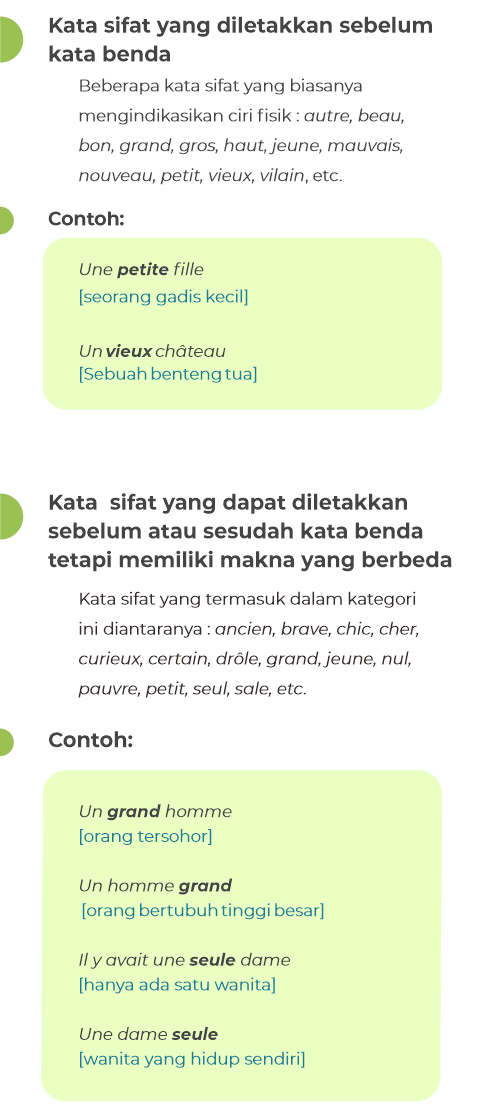 Kata sifat yang diletakkan sebelum
kata benda
Beberapa kata sifat yang biasanya
mengindikasikan ciri fisik : autre, beau,
bon, grand, gros, haut, jeune, mauvais,
nouveau, petit, vieux, vilain, etc.
Contoh:
Une petite fille
[seorang gadis kecil]
Un vieux château
[Sebuah benteng tua]
Kata sifat yang dapat diletakkan
sebelum atau sesudah kata benda
tetapi memiliki makna yang berbeda
Kata sifat yang termasuk dalam kategori
ini diantaranya : ancien, brave, chic, cher,
curieux, certain, drôle, grand, jeune, nul,
pauvre, petit, seul, sale, etc.
Contoh:
Un grand homme
[orang tersohor]
Un homme grand
[orang bertubuh tinggi besar]
Il y avait une seule dame
[hanya ada satu wanita]
Une dame seule
[wanita yang hidup sendiri]